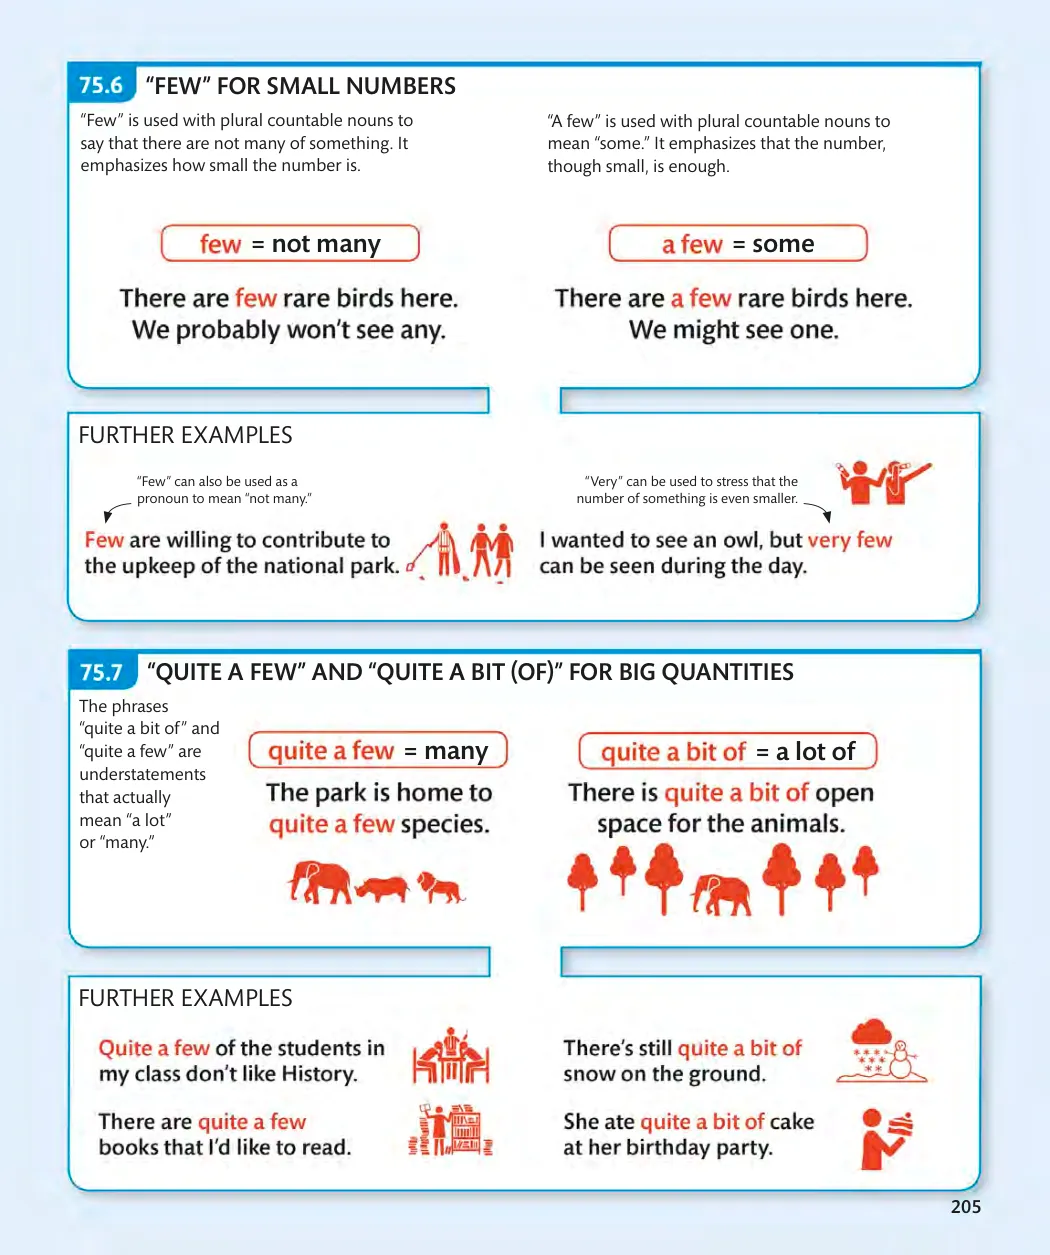 75.6 “FEW” FOR SMALL NUMBERS
“Few” is used with plural countable nouns to
say that there are not many of something. It
emphasizes how small the number is.
few = not many
There are few rare birds here.
We probably won’t see any.
“A few” is used with plural countable nouns to
mean “some.” It emphasizes that the number,
though small, is enough.
a few = some
There are a few rare birds here.
We might see one.
FURTHER EXAMPLES
“Few” can also be used as a
pronoun to mean “not many.”
Few are willing to contribute to
the upkeep of the national park.
“Very” can be used to stress that the
number of something is even smaller.
I wanted to see an owl, but very few
can be seen during the day.
75.7 “QUITE A FEW” AND “QUITE A BIT (OF)” FOR BIG QUANTITIES
The phrases
“quite a bit of” and
“quite a few” are
understatements
that actually
mean “a lot”
or “many.”
quite a few = many
The park is home to
quite a few species.
quite a bit of = a lot of
There is quite a bit of open
space for the animals.
FURTHER EXAMPLES
Quite a few of the students in
my class don’t like History.
There’s still quite a bit of
snow on the ground.
There are quite a few
books that I’d like to read.
She ate quite a bit of cake
at her birthday party.
205